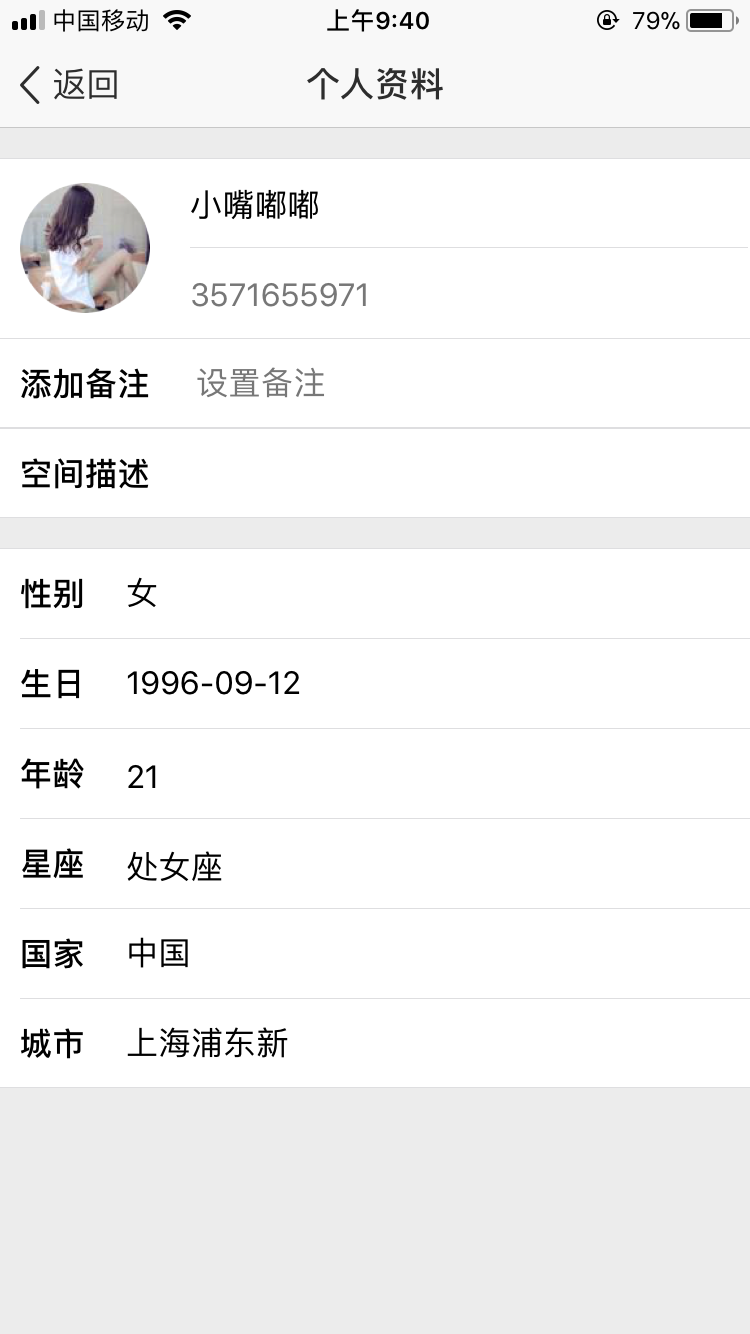 中国移动 上午9:40 79%
返回 个人资料
小嘴嘟嘟
3571655971
添加备注 设置备注
空间描述
性别 女
生日 1996-09-12
年龄 21
星座 处女座
国家 中国
城市 上海浦东新